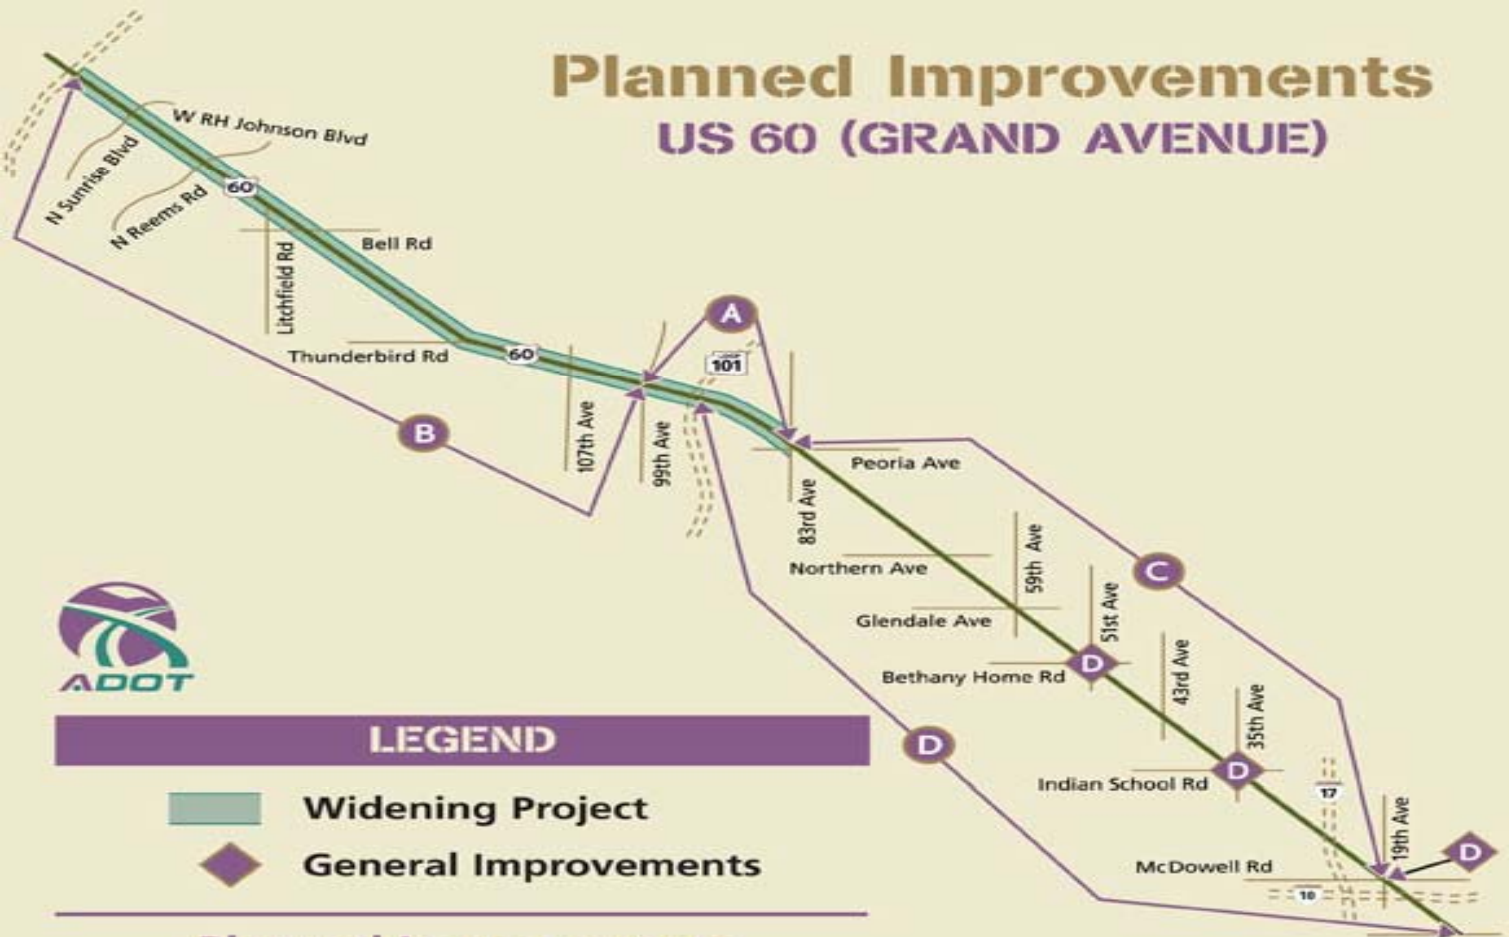 Planned Improvements
US 60 (GRAND AVENUE)
W RH Johnson Blvd
N Sunrise Blvd
60
N Reems Rd
Bell Rd
Litchfield Rd
A
Thunderbird Rd
60
101
107th Ave
99th Ave
B
Peoria Ave
83rd Ave
Northern Ave
59th Ave
C
Glendale Ave
51st Ave
Bethany Home Rd
D
43rd Ave
ADOT
35th Ave
LEGEND
D
Indian School Rd
D
17
Widening Project
19th Ave
General Improvements
McDowell Rd
D
10